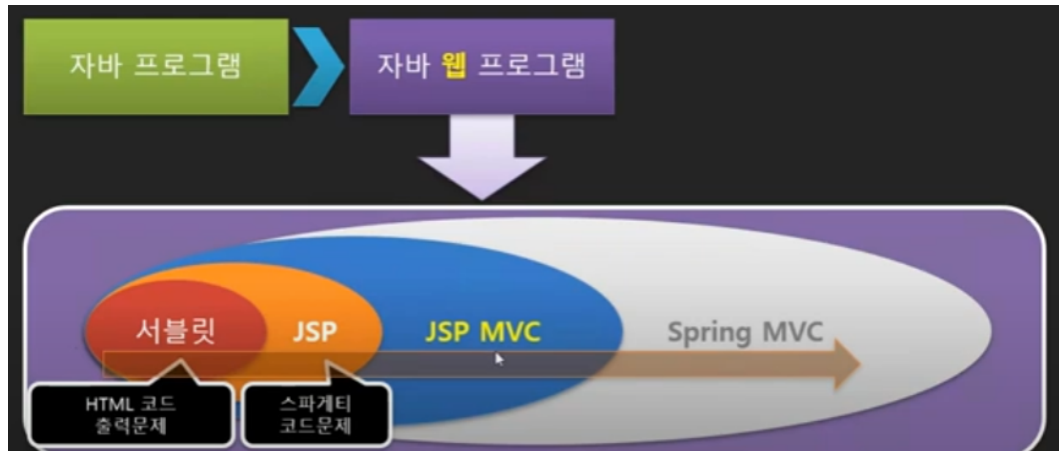 자바 프로그램
자바 웹 프로그램
서블릿
JSP
JSP MVC
Spring MVC
HTML 코드
출력문제
스파게티
코드문제